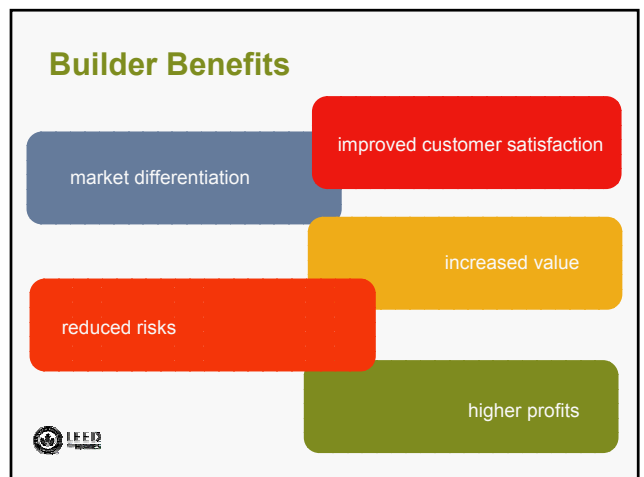 Builder Benefits
improved customer satisfaction
market differentiation
increased value
reduced risks
higher profits
LEED